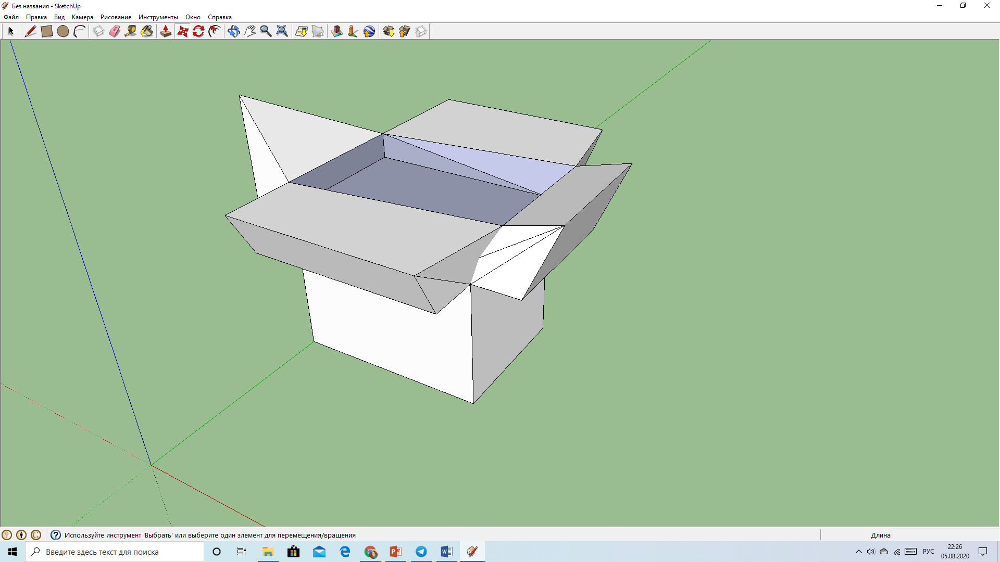 Без названия - SketchUp
Файл Правка Вид Камера Рисование Инструменты Окно Справка
Используйте инструмент 'Выбрать' или выберите один элемент для перемещения/вращения
Длина
Введите здесь текст для поиска
РУС
22:26
05.08.2020